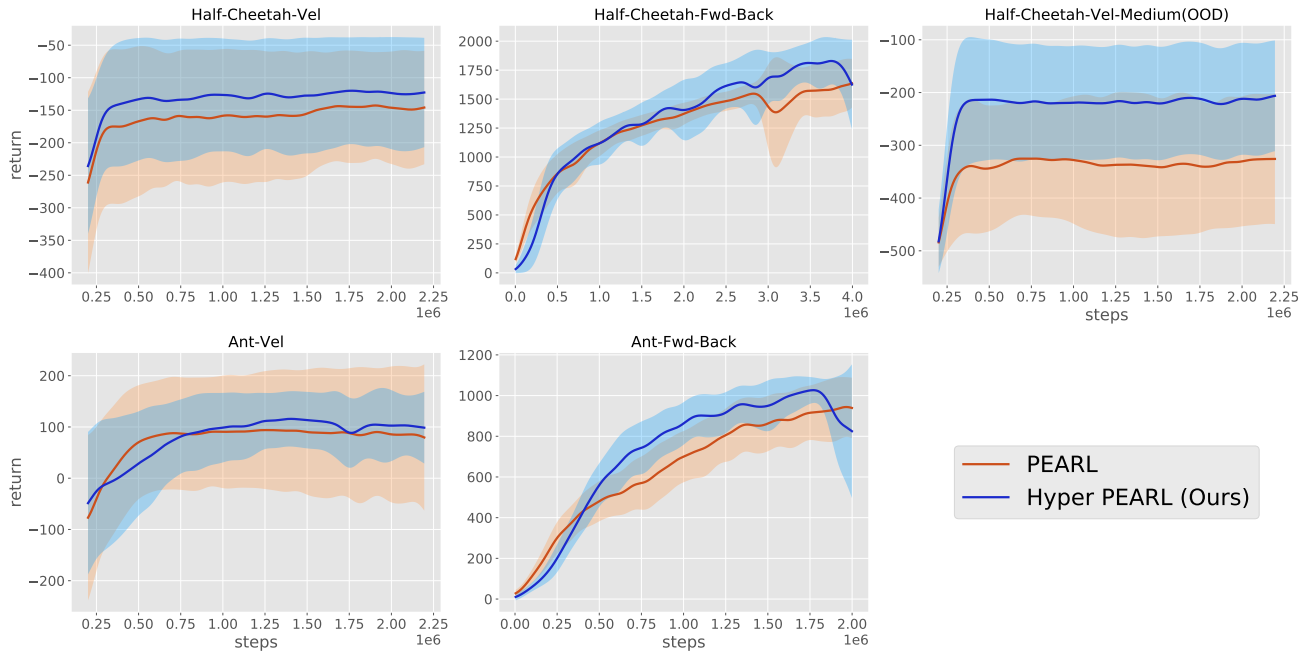 Half-Cheetah-Vel
−50
−100
−150
−200
−250
−300
−350
−400
return
0.25 0.50 0.75 1.00 1.25 1.50 1.75 2.00 2.25
1e6
Half-Cheetah-Fwd-Back
2000
1750
1500
1250
1000
750
500
250
0
0.0 0.5 1.0 1.5 2.0 2.5 3.0 3.5 4.0
1e6
Half-Cheetah-Vel-Medium(OOD)
−100
−200
−300
−400
−500
0.25 0.50 0.75 1.00 1.25 1.50 1.75 2.00 2.25
steps
1e6
Ant-Vel
200
100
0
−100
−200
return
0.25 0.50 0.75 1.00 1.25 1.50 1.75 2.00 2.25
steps
1e6
Ant-Fwd-Back
1200
1000
800
600
400
200
0
0.00 0.25 0.50 0.75 1.00 1.25 1.50 1.75 2.00
steps
1e6
PEARL
Hyper PEARL (Ours)